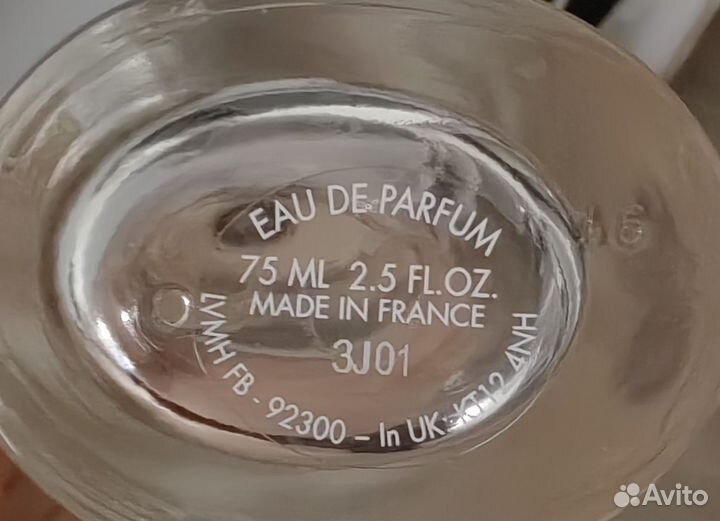 EAU DE PARFUM
75 ML 2.5 FL.OZ.
MADE IN FRANCE
3J01
LVMH FB - 92300 – In UK: KT12 4NH
Avito